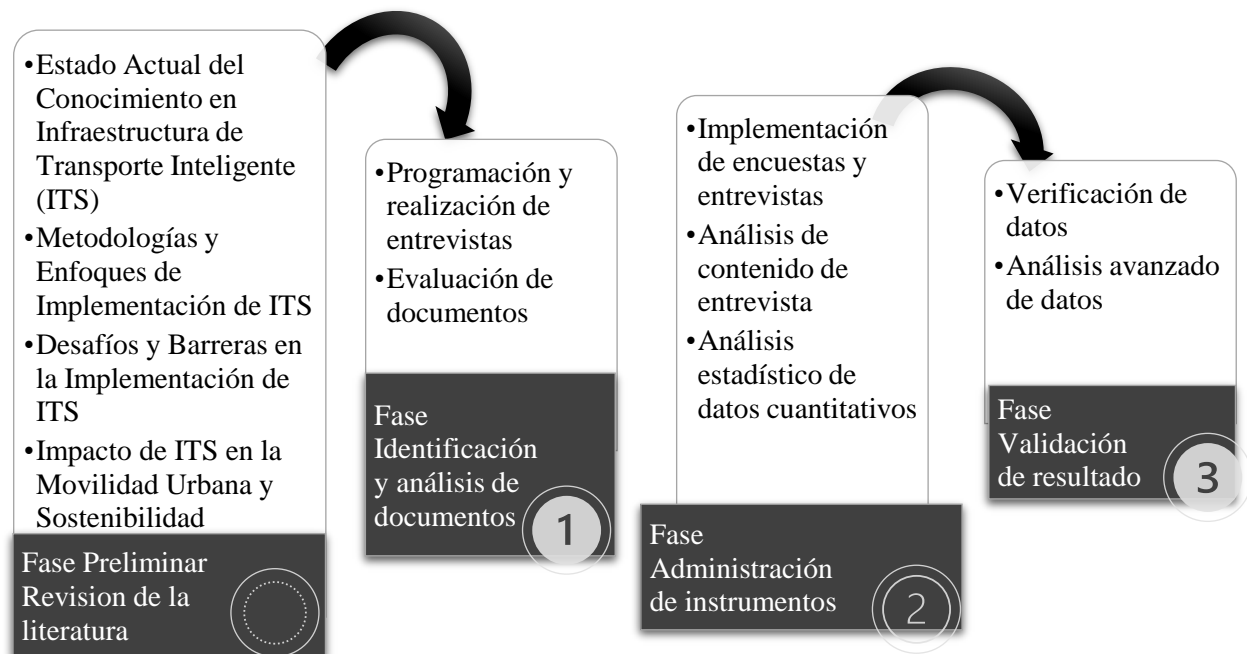 •Estado Actual del
Conocimiento en
Infraestructura de
Transporte Inteligente
(ITS)
•Metodologías y
Enfoques de
Implementación de ITS
•Desafíos y Barreras en
la Implementación de
ITS
•Impacto de ITS en la
Movilidad Urbana y
Sostenibilidad
Fase Preliminar
Revision de la
literatura
•Programación y
realización de
entrevistas
•Evaluación de
documentos
Fase
Identificación
y análisis de
documentos
1
•Implementación
de encuestas y
entrevistas
•Análisis de
contenido de
entrevista
•Análisis
estadístico de
datos cuantitativos
Fase
Administración
de instrumentos
2
•Verificación de
datos
•Análisis avanzado
de datos
Fase
Validación
de resultado
3